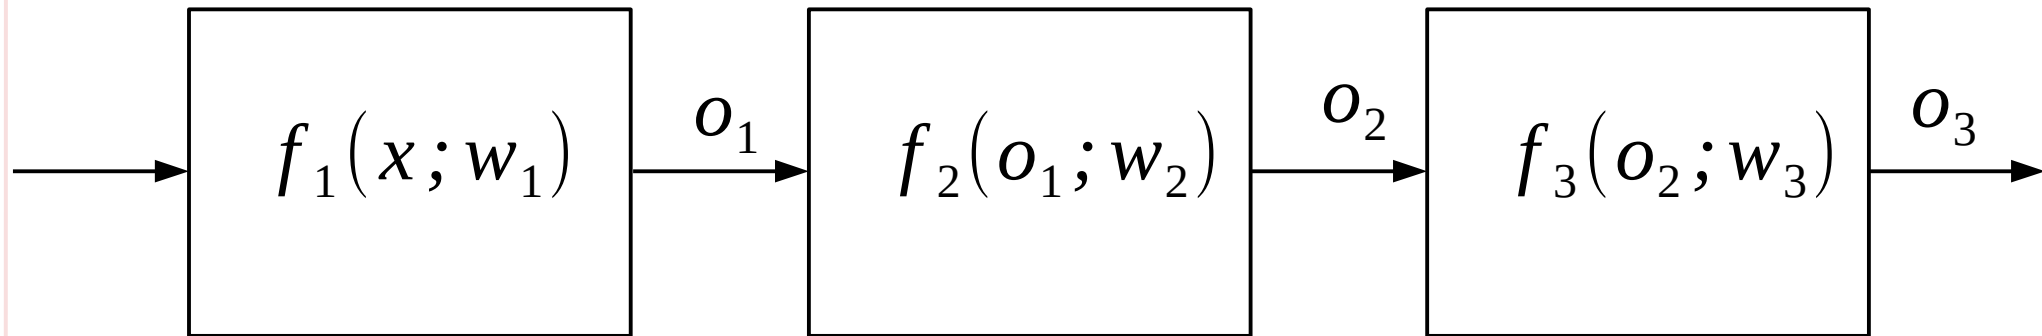 f₁(x;w₁)
o₁
f₂(o₁;w₂)
o₂
f₃(o₂;w₃)
o₃